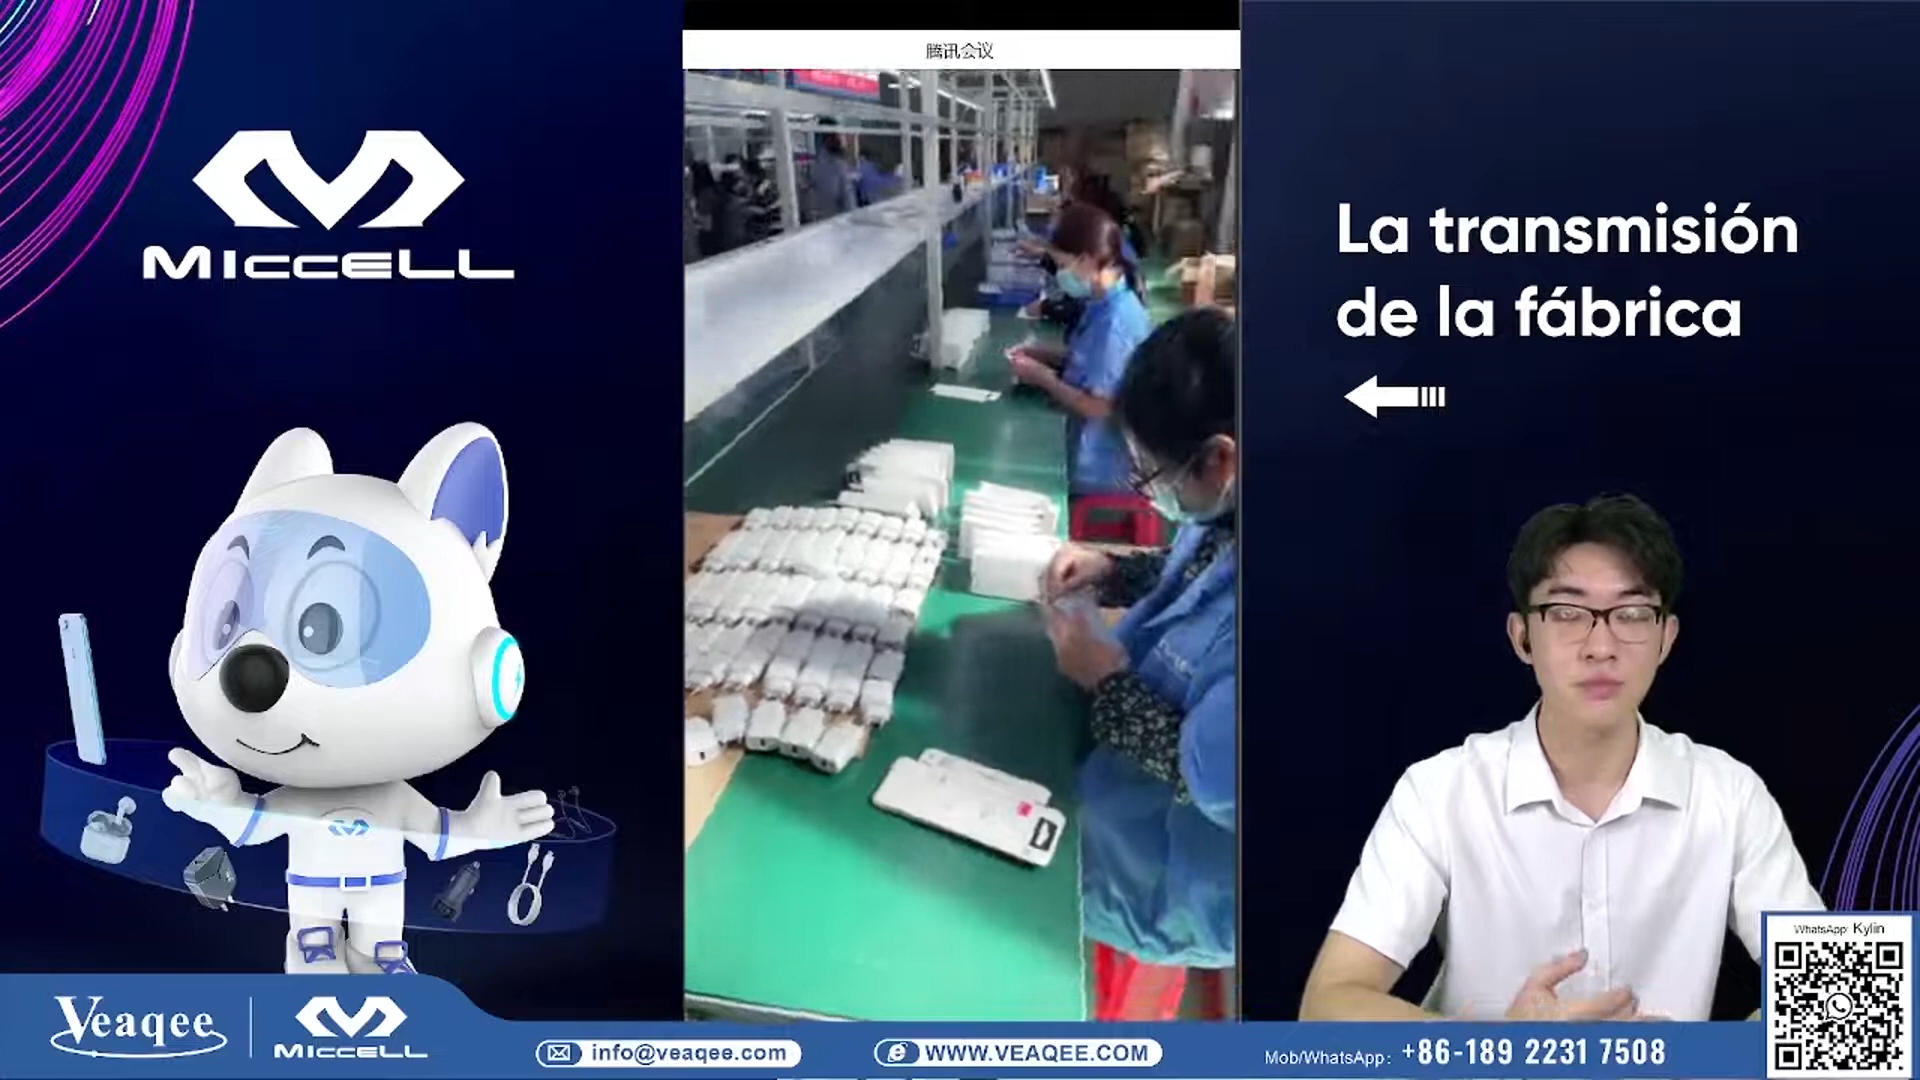 腾讯会议
MICCELL
La transmisión
de la fábrica
WhatsApp: Kylin
Veaqee
MICCELL
info@veaqee.com
WWW.VEAQEE.COM
Mob/WhatsApp: +86-189 2231 7508